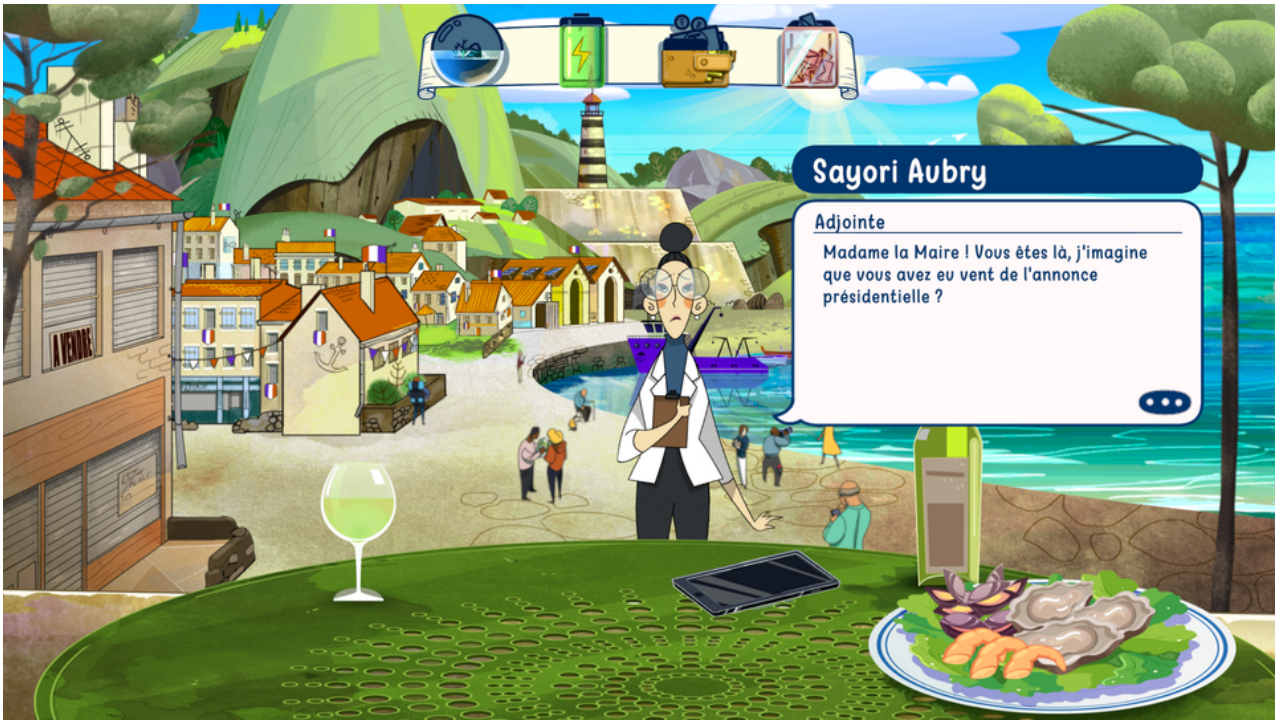 Sayori Aubry
Adjointe
Madame la Maire ! Vous êtes là, j'imagine
que vous avez eu vent de l'annonce
présidentielle ?
A VENDRE